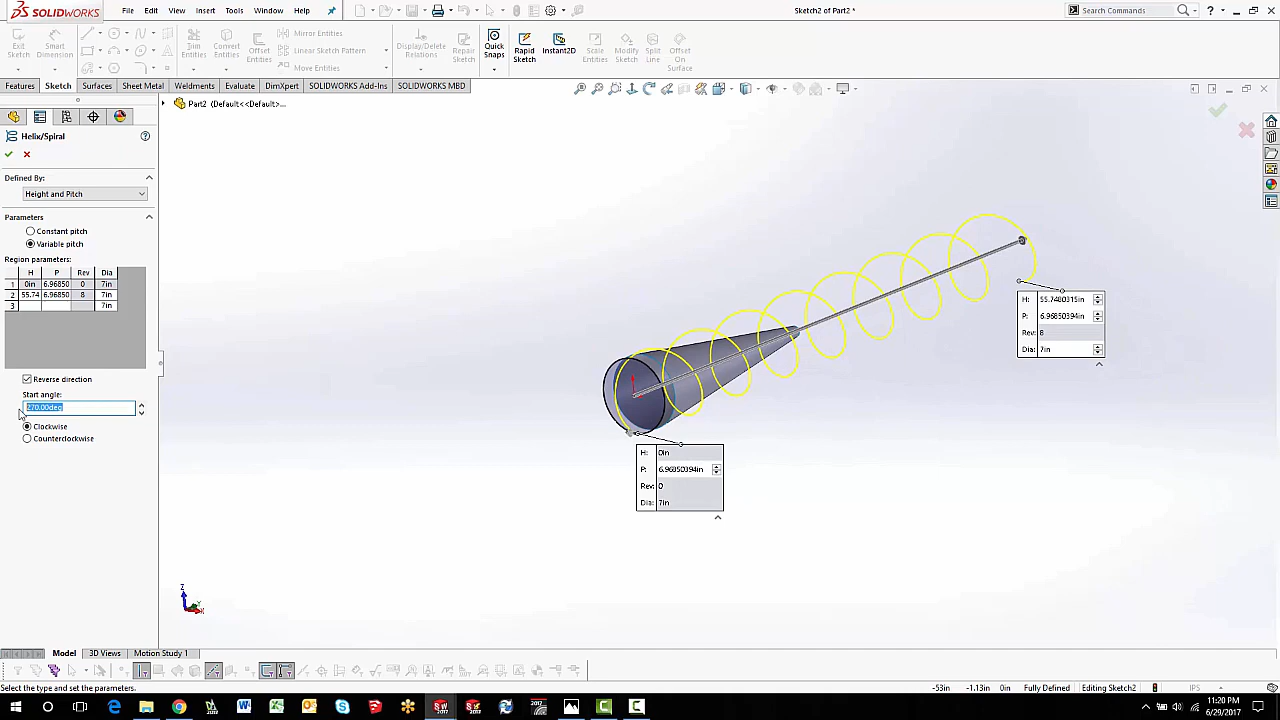 SOLIDWORKS
File Edit View Insert Tools Window Help
Sketch2 of Part2 *
Search Commands
Exit Sketch
Smart Dimension
Trim Entities
Convert Entities
Offset Entities
Mirror Entities
Linear Sketch Pattern
Move Entities
Display/Delete Relations
Repair Sketch
Quick Snaps
Rapid Sketch
Instant2D
Scale Entities
Modify Sketch
Split Line
Offset On Surface
Features Sketch Surfaces Sheet Metal Weldments Evaluate DimXpert SOLIDWORKS Add-Ins SOLIDWORKS MBD
Part2 (Default<<Default>...
Helix/Spiral
Defined By:
Height and Pitch
Parameters
Constant pitch
Variable pitch
Region parameters:
H P Rev Dia
1 0in 6.96850 0 7in
2 55.74 6.96850 8 7in
3 7in
Reverse direction
Start angle:
270.00deg
Clockwise
Counterclockwise
H: 55.7480315in
P: 6.96850394in
Rev: 8
Dia: 7in
H: 0in
P: 6.96850394in
Rev: 0
Dia: 7in
Z
X
Model 3D Views Motion Study 1
Select the type and set the parameters.
-53in -1.13in 0in Fully Defined Editing Sketch2 IPS
11:20 PM
6/29/2017